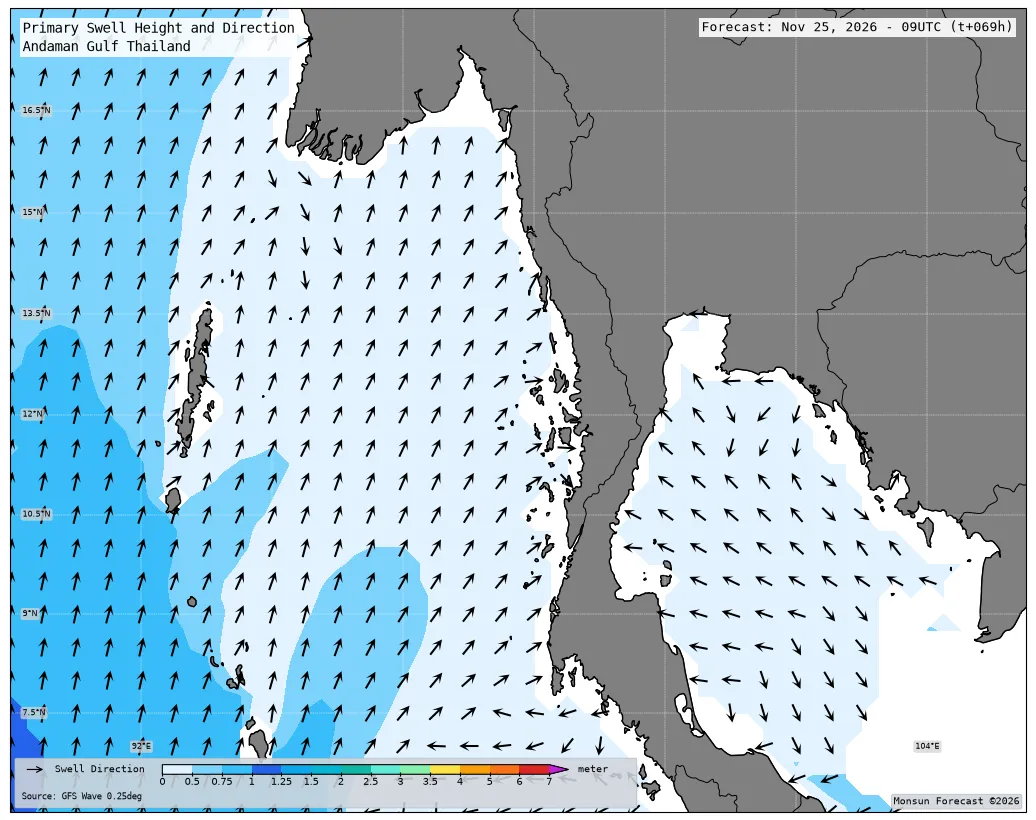 Primary Swell Height and Direction
Andaman Gulf Thailand
Forecast: Nov 25, 2026 - 09UTC (t+069h)
16.5°N
15°N
13.5°N
12°N
10.5°N
9°N
7.5°N
92°E
104°E
Swell Direction
0 0.5 0.75 1 1.25 1.5 2 2.5 3 3.5 4 5 6 7
meter
Source: GFS Wave 0.25deg
Monsun Forecast ©2026